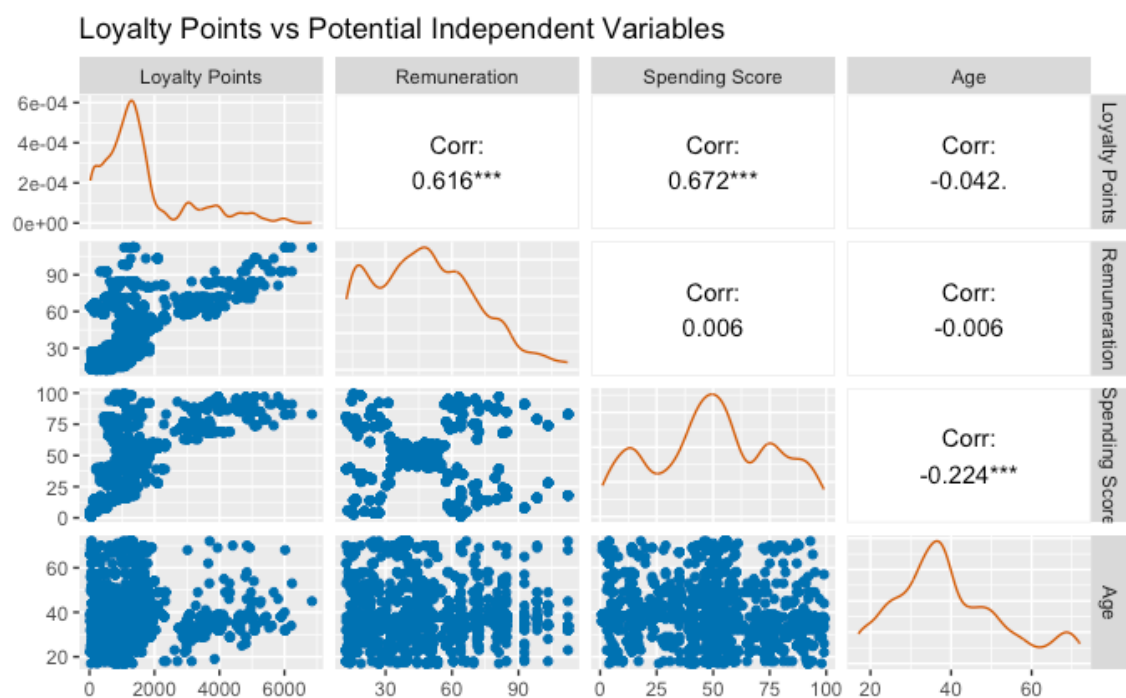 Loyalty Points vs Potential Independent Variables
Loyalty Points
Remuneration
Spending Score
Age
6e-04
4e-04
2e-04
0e+00
Corr:
0.616***
Corr:
0.672***
Corr:
-0.042.
Loyalty Points
90
60
30
Corr:
0.006
Corr:
-0.006
Remuneration
100
75
50
25
0
Corr:
-0.224***
Spending Score
60
40
20
Age
0 2000 4000 6000
30 60 90
0 25 50 75 100
20 40 60